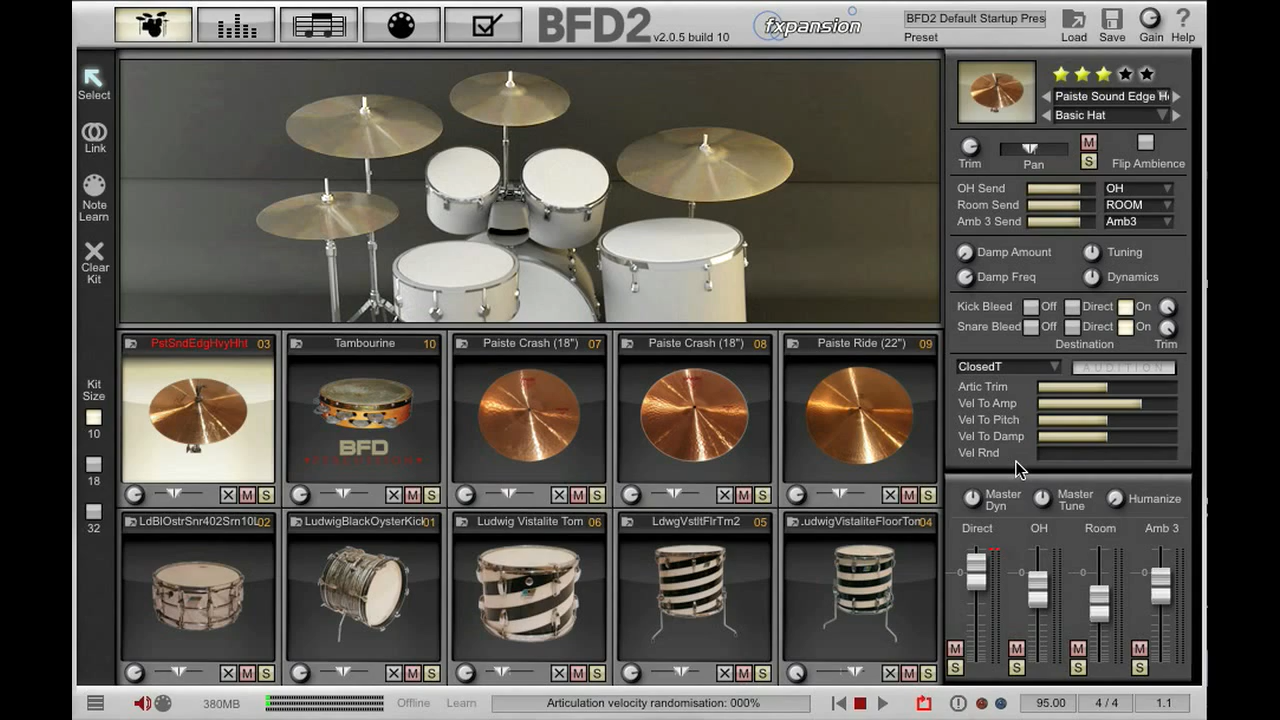 BFD2 v2.0.5 build 10
fxpansion
BFD2 Default Startup Pres
Preset
Load
Save
Gain
Help
Select
Link
Note
Learn
Clear
Kit
Kit
Size
10
18
32
PstSndEdgHvyHht 03
Tambourine 10
Paiste Crash (18") 07
Paiste Crash (18") 08
Paiste Ride (22") 09
BFD
X M S
X M S
X M S
X M S
X M S
LdBlOstrSnr402Srn10L 02
LudwigBlackOysterKick 01
Ludwig Vistalite Tom 06
LdwgVstltFlrTm2 05
.udwigVistaliteFloorTom 04
X M S
X M S
X M S
X M S
X M S
Paiste Sound Edge H
Basic Hat
Trim
Pan
M
S
Flip Ambience
OH Send OH
Room Send ROOM
Amb 3 Send Amb3
Damp Amount Tuning
Damp Freq Dynamics
Kick Bleed Off Direct On
Snare Bleed Off Direct On
Destination Trim
ClosedT AUDITION
Artic Trim
Vel To Amp
Vel To Pitch
Vel To Damp
Vel Rnd
Master
Dyn
Master
Tune
Humanize
Direct OH Room Amb 3
0 0 0 0
M M M M
S S S S
380MB
Offline
Learn
Articulation velocity randomisation: 000%
95.00
4 / 4
1.1